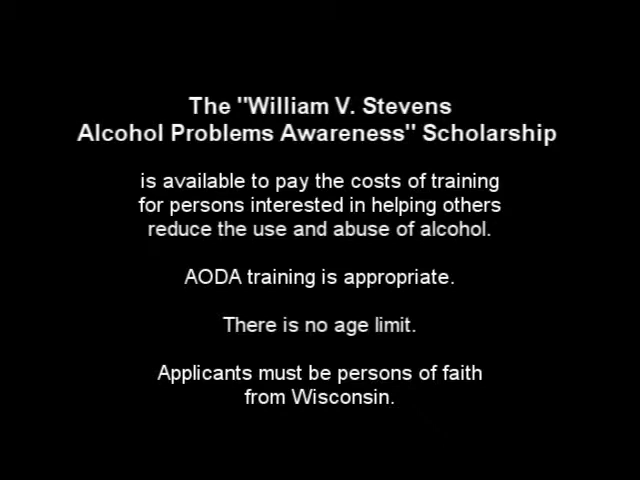 The "William V. Stevens
Alcohol Problems Awareness" Scholarship
is available to pay the costs of training
for persons interested in helping others
reduce the use and abuse of alcohol.
AODA training is appropriate.
There is no age limit.
Applicants must be persons of faith
from Wisconsin.